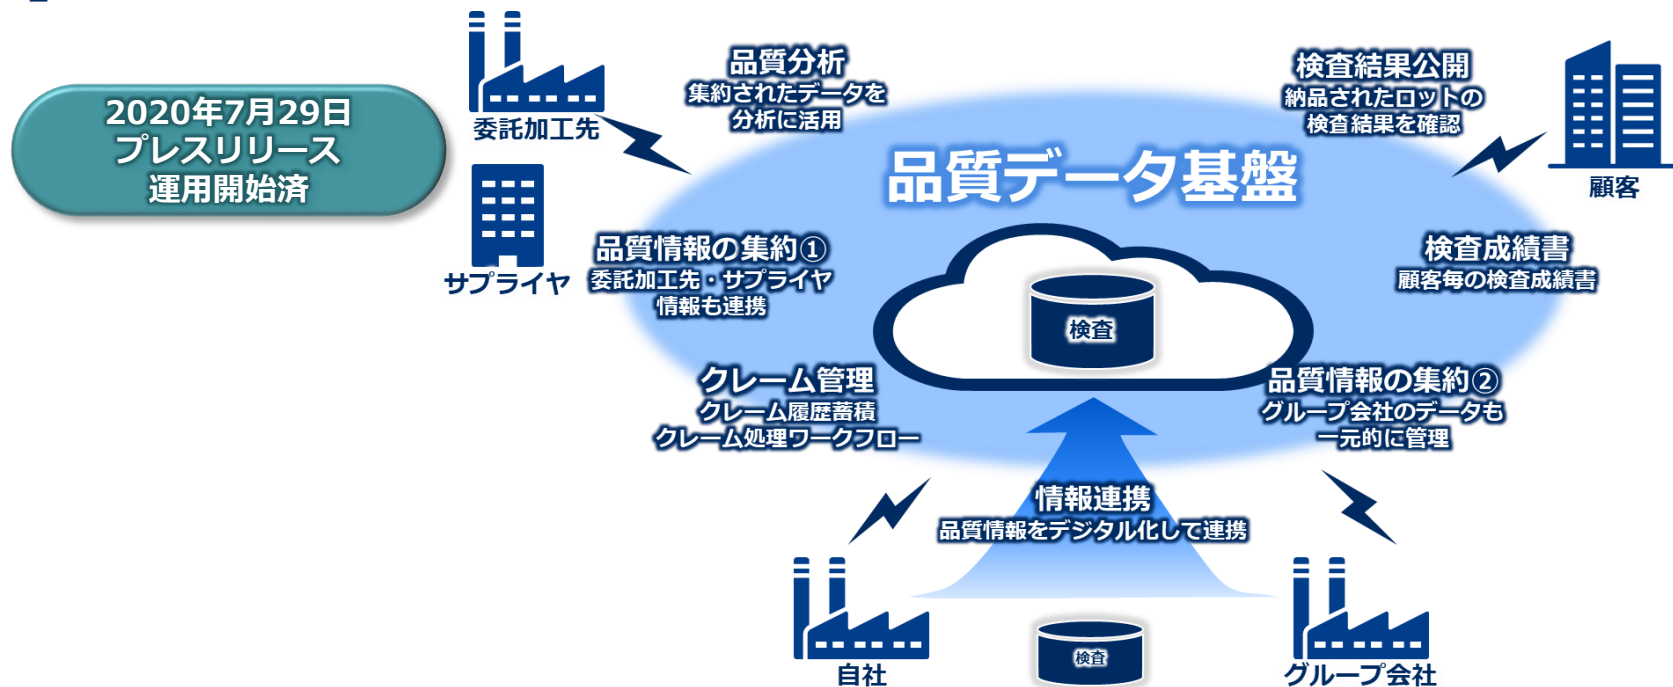 2020年7月29日
プレスリリース
運用開始済
委託加工先
サプライヤ
品質分析
集約されたデータを
分析に活用
検査結果公開
納品されたロットの
検査結果を確認
顧客
品質データ基盤
品質情報の集約①
委託加工先・サプライヤ
情報も連携
検査成績書
顧客毎の検査成績書
検査
クレーム管理
クレーム履歴蓄積
クレーム処理ワークフロー
品質情報の集約②
グループ会社のデータも
一元的に管理
情報連携
品質情報をデジタル化して連携
自社
検査
グループ会社